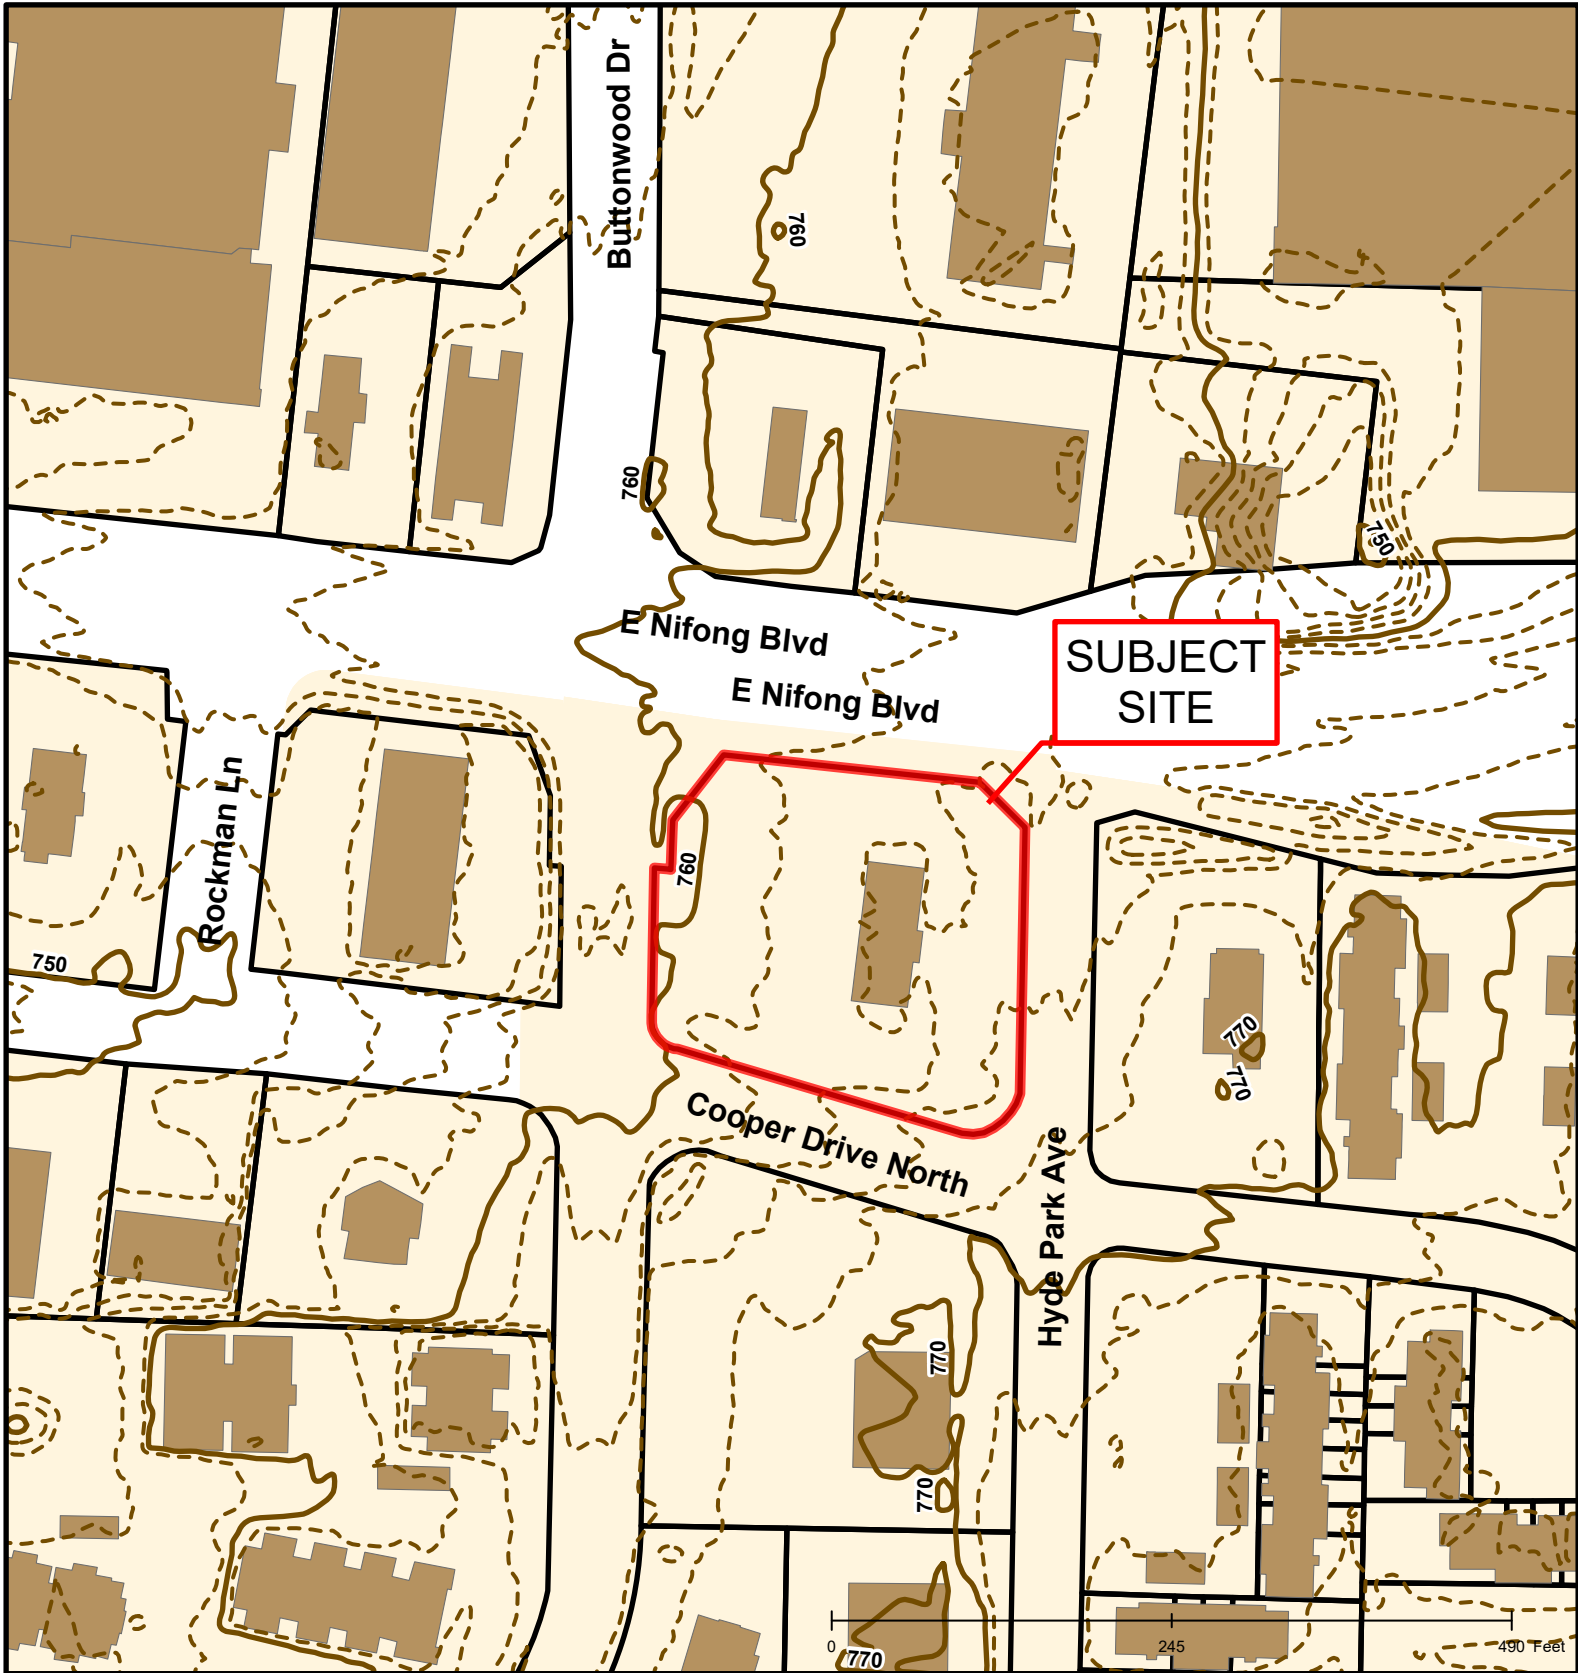 Buttonwood Dr
760
760
750
E Nifong Blvd
E Nifong Blvd
SUBJECT
SITE
Rockman Ln
760
750
770
770
Cooper Drive North
Hyde Park Ave
770
770
770
0 245 490 Feet